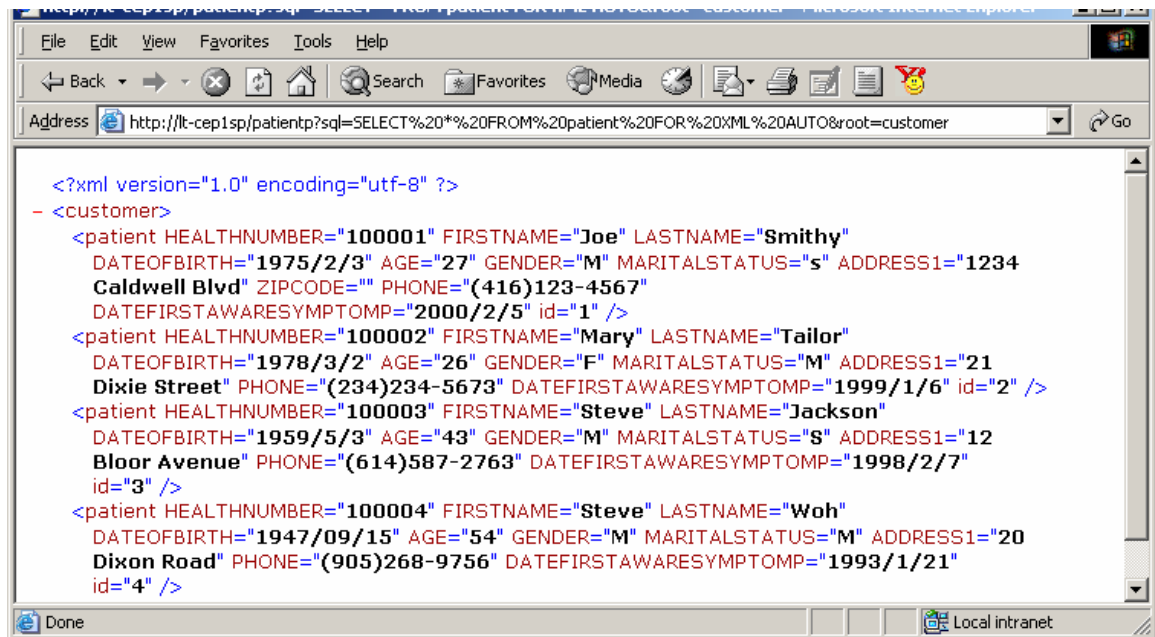 File Edit View Favorites Tools Help
Back Search Favorites Media
Address http://lt-cep1sp/patientp?sql=SELECT%20*%20FROM%20patient%20FOR%20XML%20AUTO&root=customer Go
<?xml version="1.0" encoding="utf-8" ?>
- <customer>
<patient HEALTHNUMBER="100001" FIRSTNAME="Joe" LASTNAME="Smithy"
DATEOFBIRTH="1975/2/3" AGE="27" GENDER="M" MARITALSTATUS="s" ADDRESS1="1234
Caldwell Blvd" ZIPCODE="" PHONE="(416)123-4567"
DATEFIRSTAWARESYMPTOMP="2000/2/5" id="1" />
<patient HEALTHNUMBER="100002" FIRSTNAME="Mary" LASTNAME="Tailor"
DATEOFBIRTH="1978/3/2" AGE="26" GENDER="F" MARITALSTATUS="M" ADDRESS1="21
Dixie Street" PHONE="(234)234-5673" DATEFIRSTAWARESYMPTOMP="1999/1/6" id="2" />
<patient HEALTHNUMBER="100003" FIRSTNAME="Steve" LASTNAME="Jackson"
DATEOFBIRTH="1959/5/3" AGE="43" GENDER="M" MARITALSTATUS="S" ADDRESS1="12
Bloor Avenue" PHONE="(614)587-2763" DATEFIRSTAWARESYMPTOMP="1998/2/7"
id="3" />
<patient HEALTHNUMBER="100004" FIRSTNAME="Steve" LASTNAME="Woh"
DATEOFBIRTH="1947/09/15" AGE="54" GENDER="M" MARITALSTATUS="M" ADDRESS1="20
Dixon Road" PHONE="(905)268-9756" DATEFIRSTAWARESYMPTOMP="1993/1/21"
id="4" />
Done Local intranet